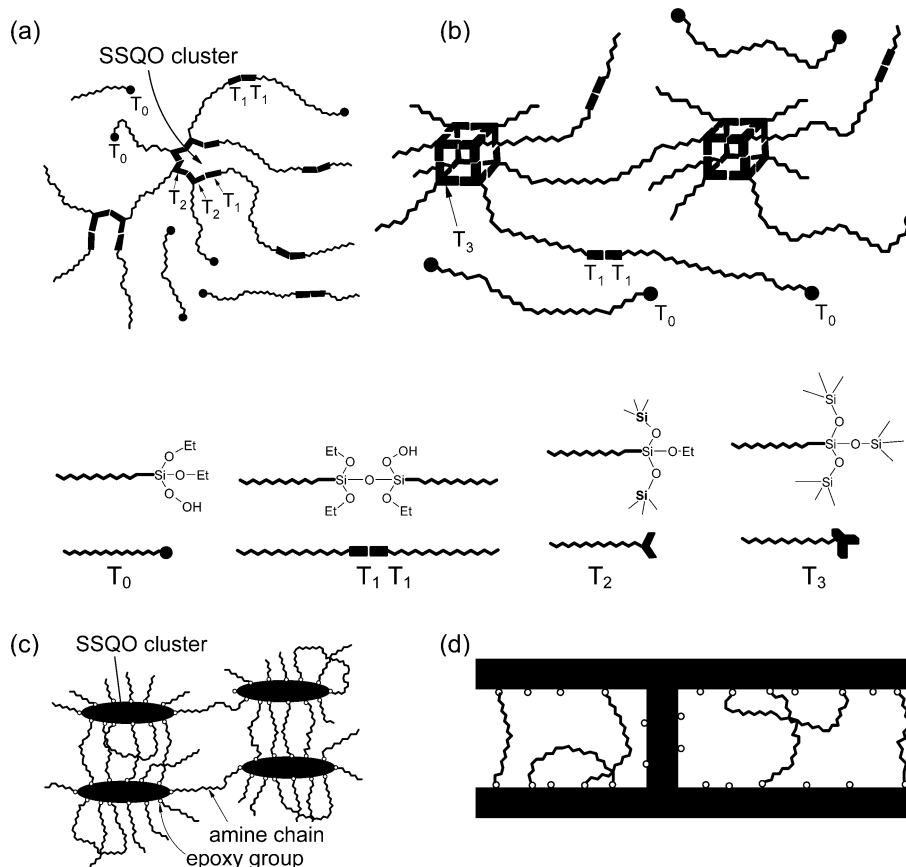 (a)
SSQO cluster
T1 T1
T0
T0
T2
T2
T1
(b)
T3
T1 T1
T0
T0
Et
O
Si
O
Et
O
OH
Et
O
O
OH
Si
O
Si
O
Et
O
Et
Si
O
Si
O
Et
O
Si
Si
O
Si
O
Si
O
Si
T0
T1 T1
T2
T3
(c)
SSQO cluster
amine chain
epoxy group
(d)